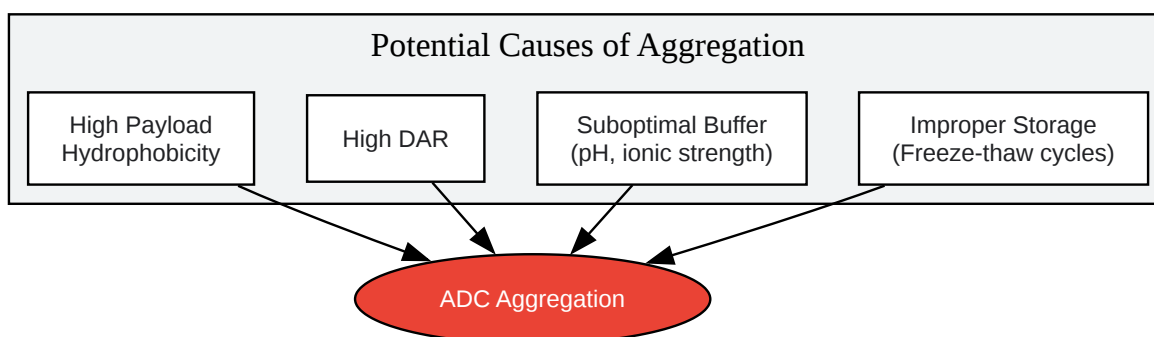 Potential Causes of Aggregation
High Payload
Hydrophobicity
High DAR
Suboptimal Buffer
(pH, ionic strength)
Improper Storage
(Freeze-thaw cycles)
ADC Aggregation